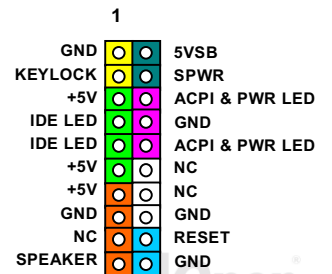 1
GND 5VSB
KEYLOCK SPWR
+5V ACPI & PWR LED
IDE LED GND
IDE LED ACPI & PWR LED
+5V NC
+5V NC
GND GND
NC RESET
SPEAKER GND